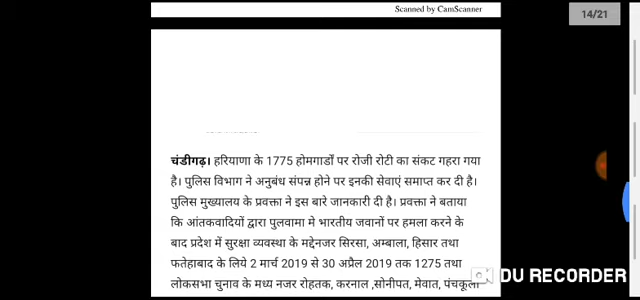 Scanned by CamScanner
14/21
चंडीगढ़। हरियाणा के 1775 होमगार्डों पर रोजी रोटी का संकट गहरा गया
है। पुलिस विभाग ने अनुबंध संपन्न होने पर इनकी सेवाएं समाप्त कर दी है।
पुलिस मुख्यालय के प्रवक्ता ने इस बारे जानकारी दी है। प्रवक्ता ने बताया
कि आंतकवादियों द्वारा पुलवामा मे भारतीय जवानों पर हमला करने के
बाद प्रदेश में सुरक्षा व्यवस्था के मद्देनजर सिरसा, अम्बाला, हिसार तथा
फतेहाबाद के लिये 2 मार्च 2019 से 30 अप्रैल 2019 तक 1275 तथा
लोकसभा चुनाव के मध्य नजर रोहतक, करनाल ,सोनीपत, मेवात, पंचकूला
DU RECORDER